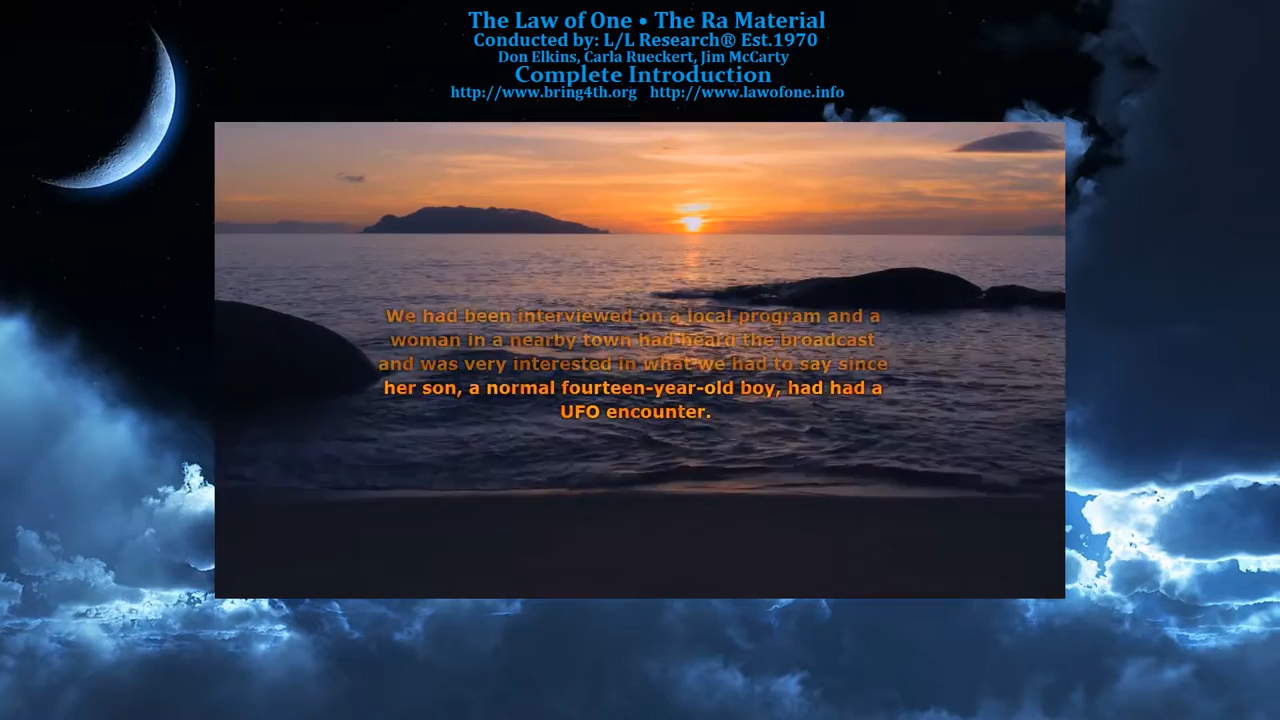 The Law of One • The Ra Material
Conducted by: L/L Research® Est.1970
Don Elkins, Carla Rueckert, Jim McCarty
Complete Introduction
http://www.bring4th.org http://www.lawofone.info
We had been interviewed on a local program and a
woman in a nearby town had heard the broadcast
and was very interested in what we had to say since
her son, a normal fourteen-year-old boy, had had a
UFO encounter.